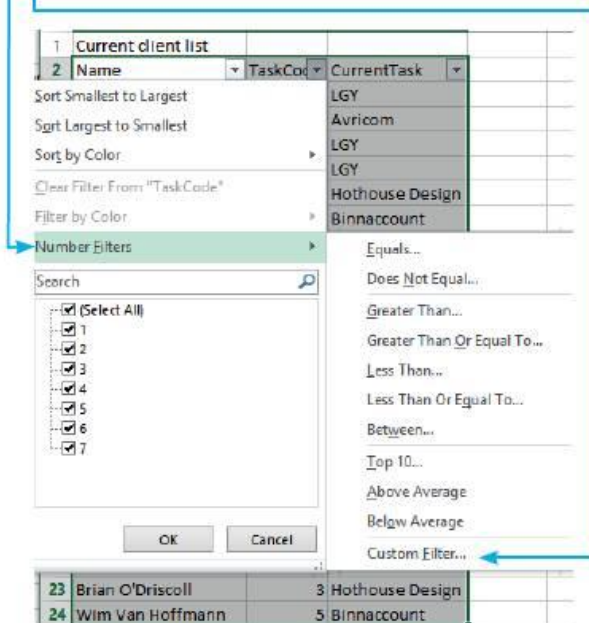 1 Current client list
2 Name TaskCod CurrentTask
Sort Smallest to Largest LGY
Sort Largest to Smallest Avricom
Sort by Color LGY
LGY
Clear Filter From "TaskCode" Hothouse Design
Filter by Color Binnaccount
Number Filters
Equals...
Does Not Equal...
Greater Than...
Greater Than Or Equal To...
Less Than...
Less Than Or Equal To...
Between...
Top 10...
Above Average
Below Average
Custom Filter...
Search
(Select All)
1
2
3
4
5
6
7
OK Cancel
23 Brian O'Driscoll 3 Hothouse Design
24 Wim Van Hoffmann 5 Binnaccount